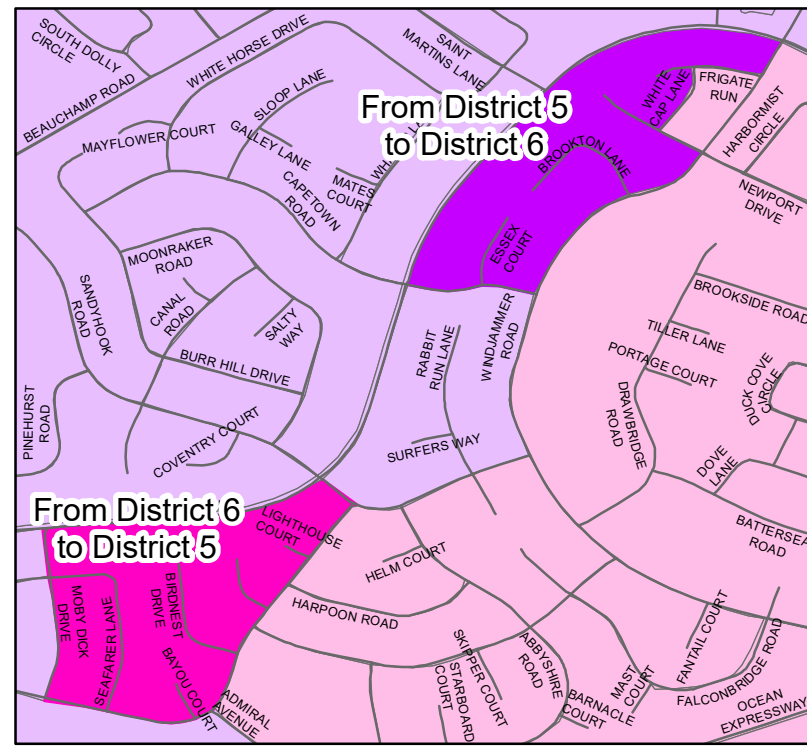 SOUTH DOLLY
CIRCLE
BEAUCHAMP ROAD
WHITE HORSE DRIVE
SAINT
MARTINS LANE
SLOOP LANE
MAYFLOWER COURT
GALLEY LANE
From District 5
to District 6
WHITE
CAP LANE
FRIGATE
RUN
HARBORMIST
CIRCLE
MATES
COURT
CAPETOWN
ROAD
BROOKTON LANE
NEWPORT
DRIVE
ESSEX
COURT
MOONRAKER
ROAD
SANDYHOOK
ROAD
CANAL
ROAD
SALTY
WAY
BURR HILL DRIVE
RABBIT
RUN LANE
WINDJAMMER
ROAD
BROOKSIDE ROAD
TILLER LANE
PORTAGE COURT
DUCK COVE
CIRCLE
DRAWBRIDGE
ROAD
PINEHURST
ROAD
COVENTRY COURT
SURFERS WAY
DOVE
LANE
From District 6
to District 5
LIGHTHOUSE
COURT
BATTERSEA
ROAD
HELM COURT
MOBY DICK
DRIVE
SEAFARER LANE
BIRDNEST
DRIVE
BAYOU COURT
HARPOON ROAD
ADMIRAL
AVENUE
SKIPPER COURT
STARBOARD
COURT
ABBYSHIRE
ROAD
BARNACLE
COURT
MAST
COURT
FANTAIL COURT
FALCONBRIDGE ROAD
OCEAN
EXPRESSWAY